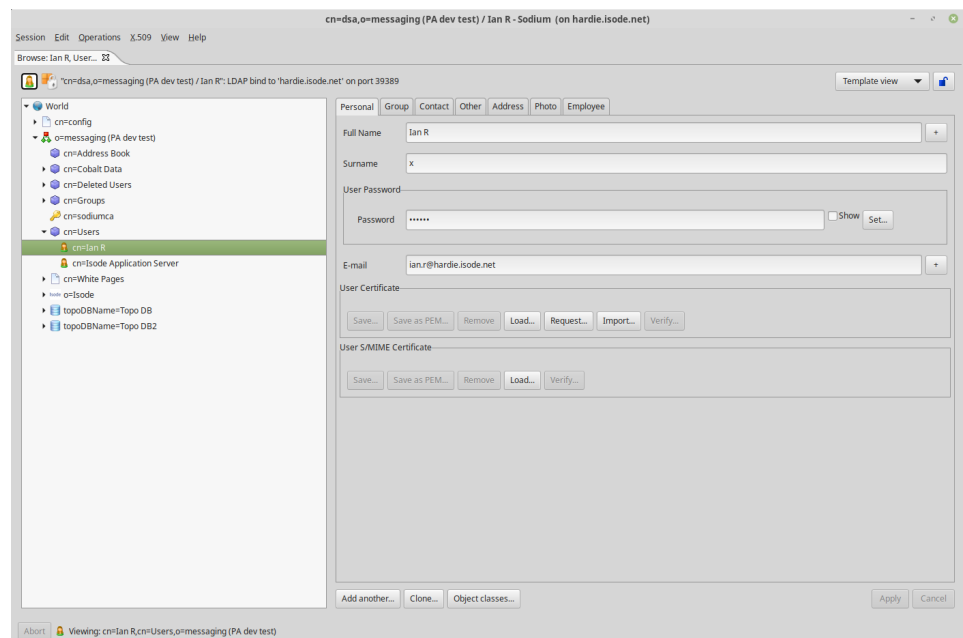 cn=dsa,o=messaging (PA dev test) / Ian R - Sodium (on hardie.isode.net)
Session Edit Operations X.509 View Help
Browse: Ian R, User...
"cn=dsa,o=messaging (PA dev test) / Ian R": LDAP bind to 'hardie.isode.net' on port 39389
Template view
World
cn=config
o=messaging (PA dev test)
cn=Address Book
cn=Cobalt Data
cn=Deleted Users
cn=Groups
cn=sodiumca
cn=Users
cn=Ian R
cn=Isode Application Server
cn=White Pages
o=Isode
topoDBName=Topo DB
topoDBName=Topo DB2
Personal Group Contact Other Address Photo Employee
Full Name Ian R +
Surname x
User Password
Password •••••• Show Set...
E-mail ian.r@hardie.isode.net +
User Certificate
Save... Save as PEM... Remove Load... Request... Import... Verify...
User S/MIME Certificate
Save... Save as PEM... Remove Load... Verify...
Add another... Clone... Object classes... Apply Cancel
Abort Viewing: cn=Ian R,cn=Users,o=messaging (PA dev test)